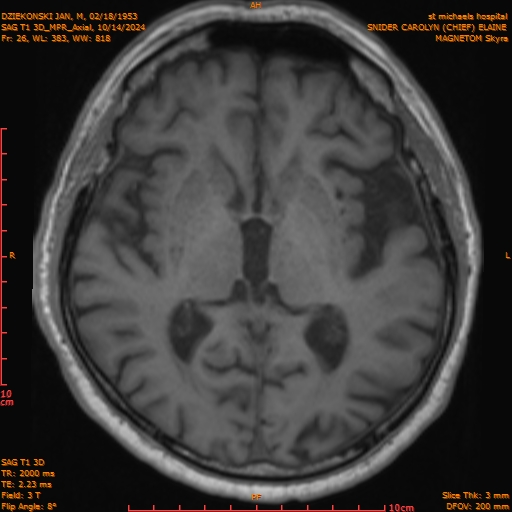 DZIEKONSKI JAN, M, 02/18/1953
SAG T1 3D_MPR_Axial, 10/14/2024
Fr: 26, WL: 383, WW: 818
AH
st michaels hospital
SNIDER CAROLYN (CHIEF) ELAINE
MAGNETOM Skyra
R
L
10
cm
SAG T1 3D
TR: 2000 ms
TE: 2.23 ms
Field: 3 T
Flip Angle: 8°
PF
10cm
Slice Thk: 3 mm
DFOV: 200 mm